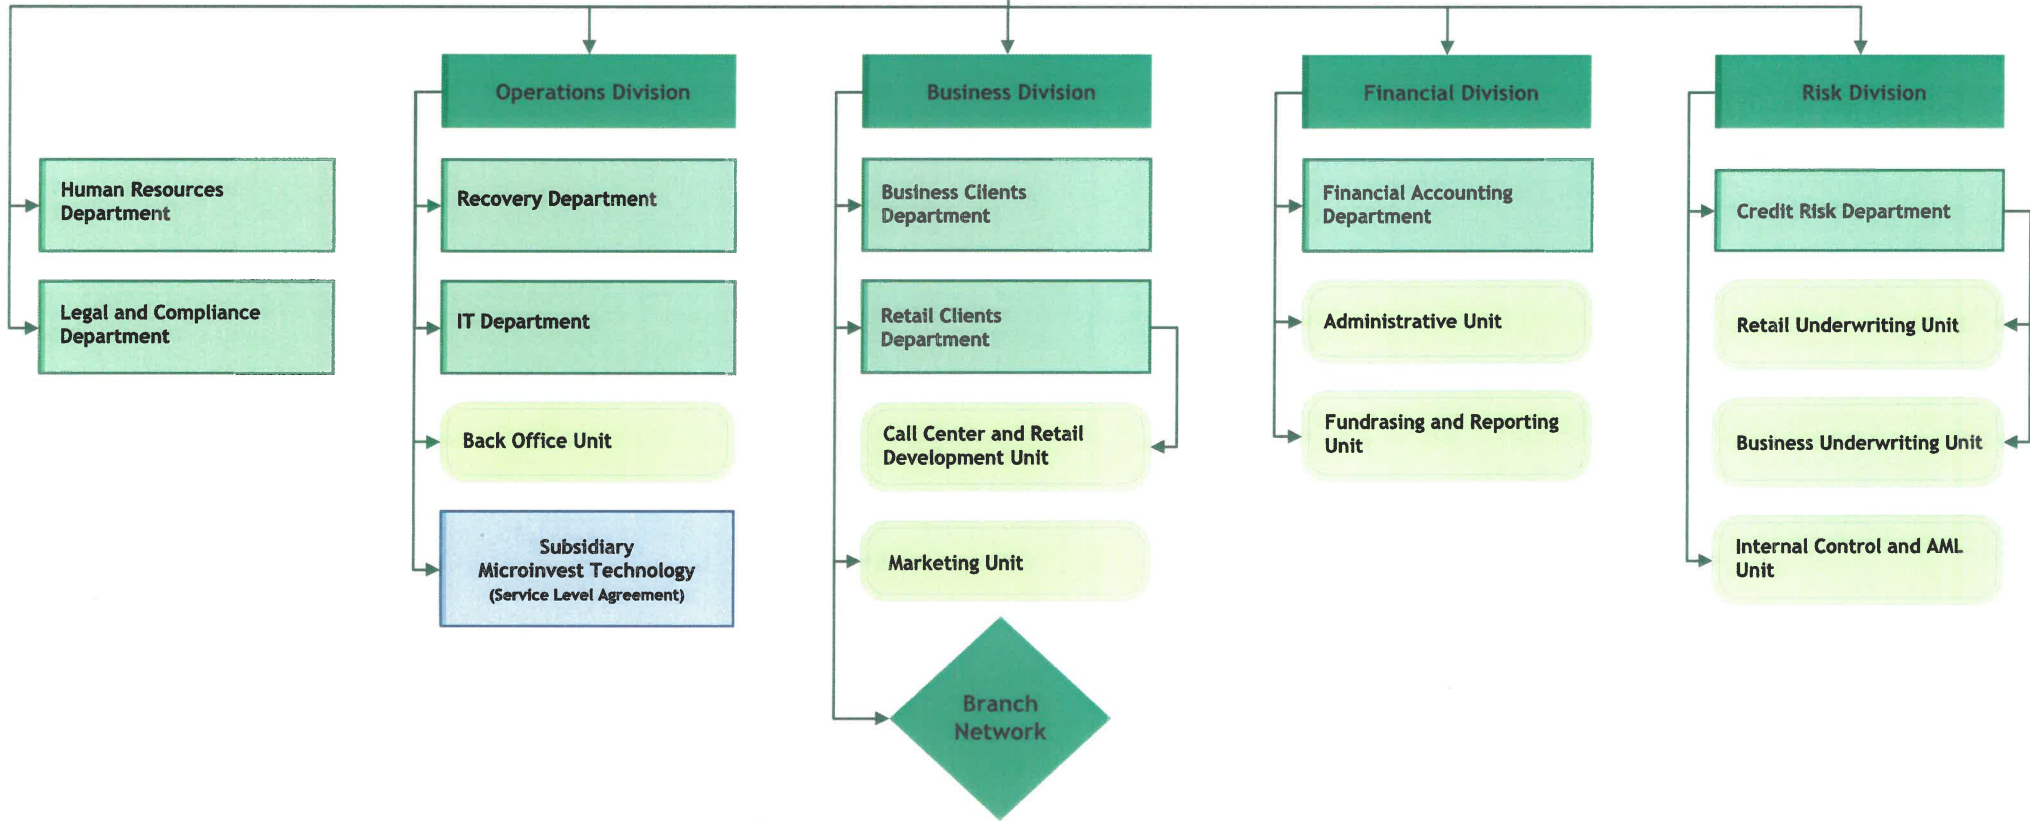 Operations Division
Business Division
Financial Division
Risk Division
Human Resources
Department
Legal and Compliance
Department
Recovery Department
IT Department
Back Office Unit
Subsidiary
Microinvest Technology
(Service Level Agreement)
Business Clients
Department
Retail Clients
Department
Call Center and Retail
Development Unit
Marketing Unit
Branch
Network
Financial Accounting
Department
Administrative Unit
Fundrasing and Reporting
Unit
Credit Risk Department
Retail Underwriting Unit
Business Underwriting Unit
Internal Control and AML
Unit